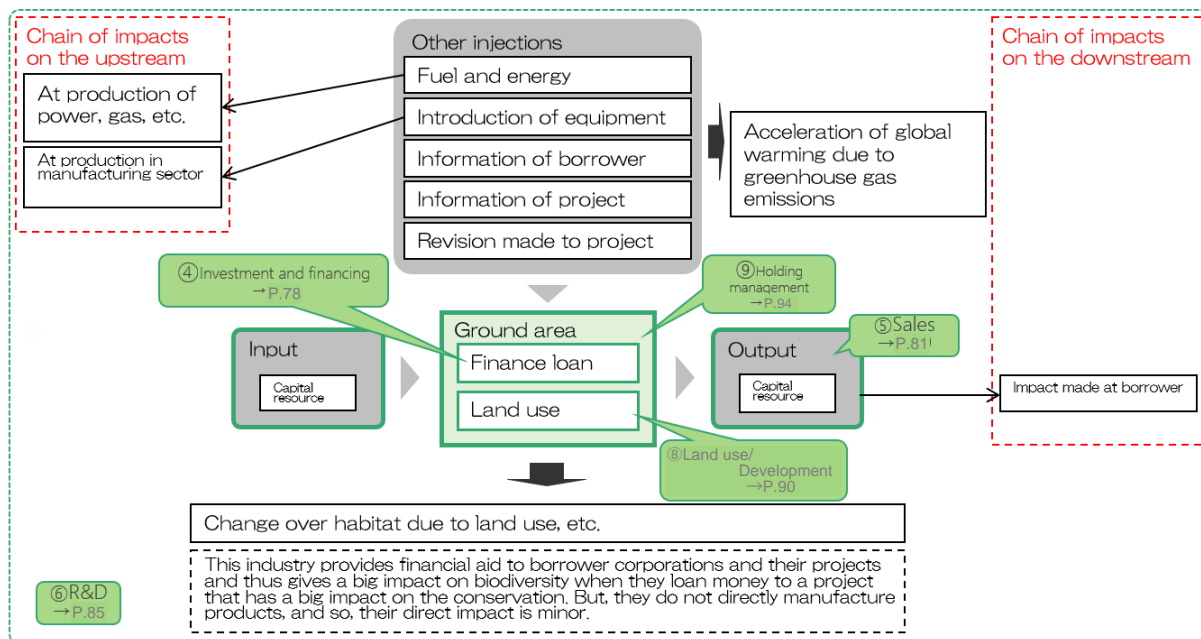 Chain of impacts
on the upstream
At production of
power, gas, etc.
At production in
manufacturing sector
Other injections
Fuel and energy
Introduction of equipment
Information of borrower
Information of project
Revision made to project
Acceleration of global
warming due to
greenhouse gas
emissions
Chain of impacts
on the downstream
④Investment and financing
→P.78
⑨Holding
management
→P.94
Input
Capital
resource
Ground area
Finance loan
Land use
Output
Capital
resource
⑤Sales
→P.81
Impact made at borrower
⑧Land use/
Development
→P.90
Change over habitat due to land use, etc.
This industry provides financial aid to borrower corporations and their projects
and thus gives a big impact on biodiversity when they loan money to a project
that has a big impact on the conservation. But, they do not directly manufacture
products, and so, their direct impact is minor.
⑥R&D
→P.85